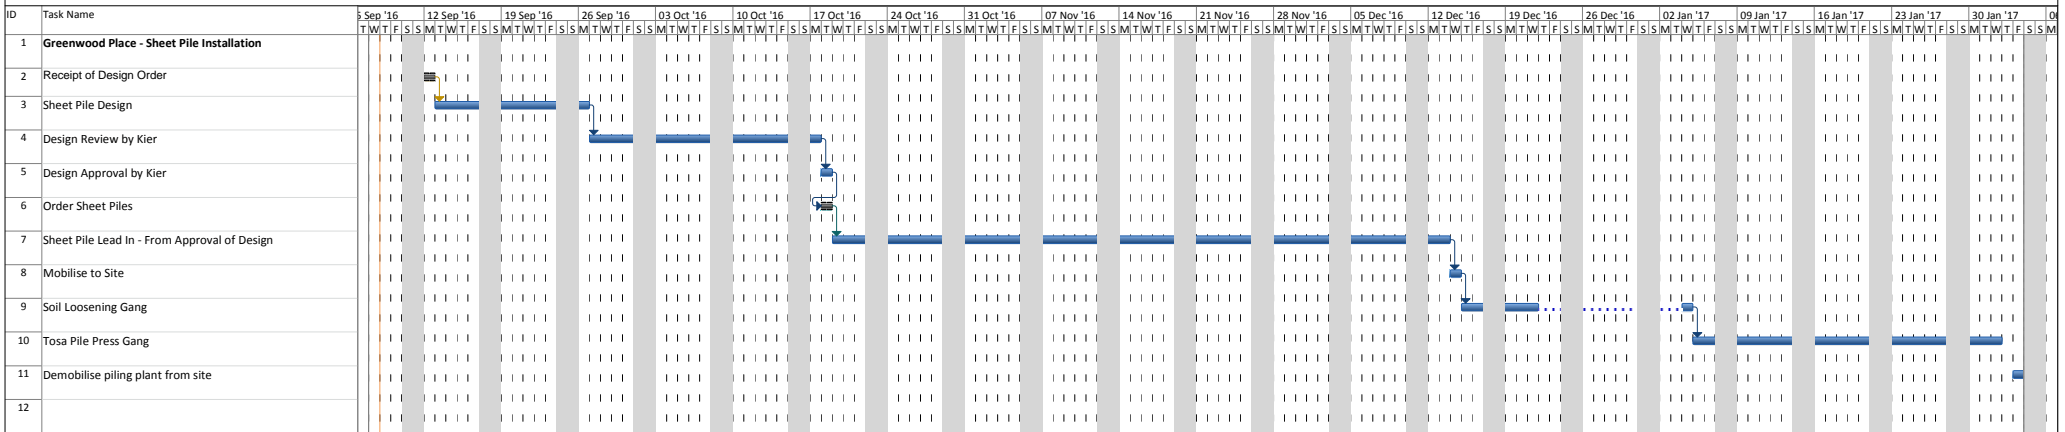 ID Task Name 5 Sep '16 12 Sep '16 19 Sep '16 26 Sep '16 03 Oct '16 10 Oct '16 17 Oct '16 24 Oct '16 31 Oct '16 07 Nov '16 14 Nov '16 21 Nov '16 28 Nov '16 05 Dec '16 12 Dec '16 19 Dec '16 26 Dec '16 02 Jan '17 09 Jan '17 16 Jan '17 23 Jan '17 30 Jan '17
T W T F S S M T W T F S S M T W T F S S M T W T F S S M T W T F S S M T W T F S S M T W T F S S M T W T F S S M T W T F S S M T W T F S S M T W T F S S M T W T F S S M T W T F S S M T W T F S S M T W T F S S M T W T F S S M T W T F S S M T W T F S S M T W T F S S M T W T F S S M T W T F S S M T W T F S S M
1 Greenwood Place - Sheet Pile Installation
2 Receipt of Design Order
3 Sheet Pile Design
4 Design Review by Kier
5 Design Approval by Kier
6 Order Sheet Piles
7 Sheet Pile Lead In - From Approval of Design
8 Mobilise to Site
9 Soil Loosening Gang
10 Tosa Pile Press Gang
11 Demobilise piling plant from site
12